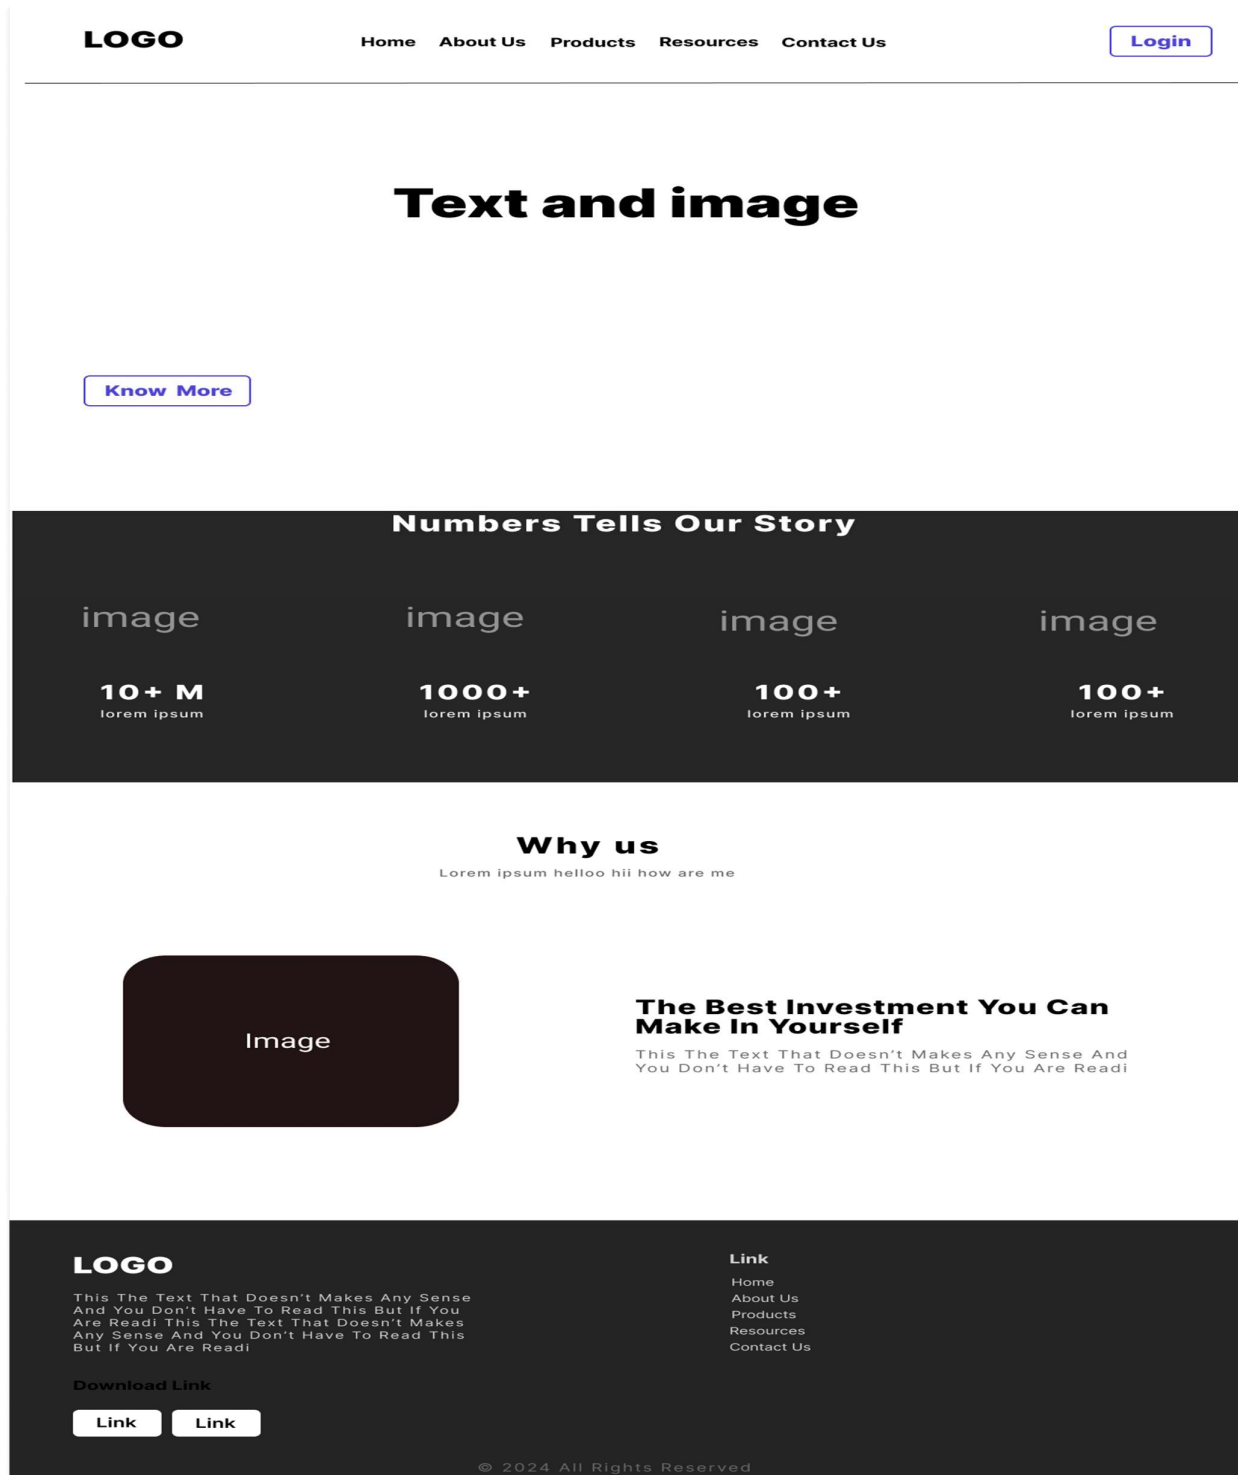 LOGO
Home About Us Products Resources Contact Us
Login
Text and image
Know More
Numbers Tells Our Story
image image image image
10+ M 1000+ 100+ 100+
lorem ipsum lorem ipsum lorem ipsum lorem ipsum
Why us
Lorem ipsum helloo hii how are me
Image
The Best Investment You Can
Make In Yourself
This The Text That Doesn't Makes Any Sense And
You Don't Have To Read This But If You Are Readi
LOGO
This The Text That Doesn't Makes Any Sense
And You Don't Have To Read This But If You
Are Readi This The Text That Doesn't Makes
Any Sense And You Don't Have To Read This
But If You Are Readi
Download Link
Link Link
Link
Home
About Us
Products
Resources
Contact Us
© 2024 All Rights Reserved